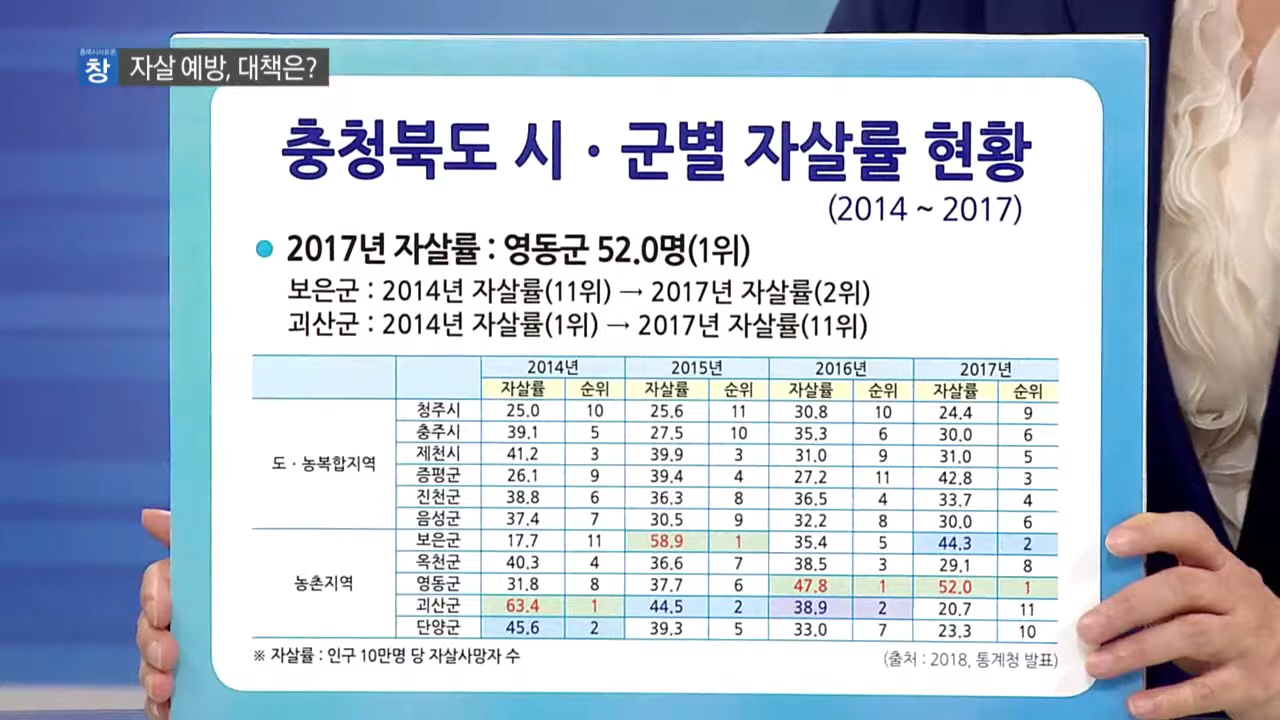 충북시사토론
창 자살 예방, 대책은?
충청북도 시 · 군별 자살률 현황
(2014 ~ 2017)
2017년 자살률 : 영동군 52.0명(1위)
보은군 : 2014년 자살률(11위) → 2017년 자살률(2위)
괴산군 : 2014년 자살률(1위) → 2017년 자살률(11위)
2014년 2015년 2016년 2017년
자살률 순위 자살률 순위 자살률 순위 자살률 순위
청주시 25.0 10 25.6 11 30.8 10 24.4 9
충주시 39.1 5 27.5 10 35.3 6 30.0 6
제천시 41.2 3 39.9 3 31.0 9 31.0 5
도 · 농복합지역
증평군 26.1 9 39.4 4 27.2 11 42.8 3
진천군 38.8 6 36.3 8 36.5 4 33.7 4
음성군 37.4 7 30.5 9 32.2 8 30.0 6
보은군 17.7 11 58.9 1 35.4 5 44.3 2
옥천군 40.3 4 36.6 7 38.5 3 29.1 8
농촌지역 영동군 31.8 8 37.7 6 47.8 1 52.0 1
괴산군 63.4 1 44.5 2 38.9 2 20.7 11
단양군 45.6 2 39.3 5 33.0 7 23.3 10
※ 자살률 : 인구 10만명 당 자살사망자 수 (출처 : 2018, 통계청 발표)